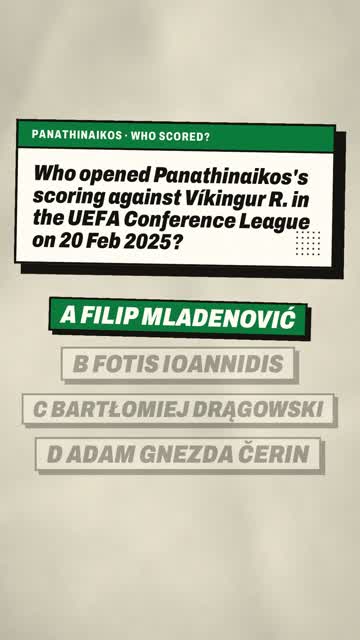 PANATHINAIKOS · WHO SCORED?
Who opened Panathinaikos's
scoring against Víkingur R. in
the UEFA Conference League
on 20 Feb 2025?
A FILIP MLADENOVIĆ
B FOTIS IOANNIDIS
C BARTŁOMIEJ DRĄGOWSKI
D ADAM GNEZDA ČERIN